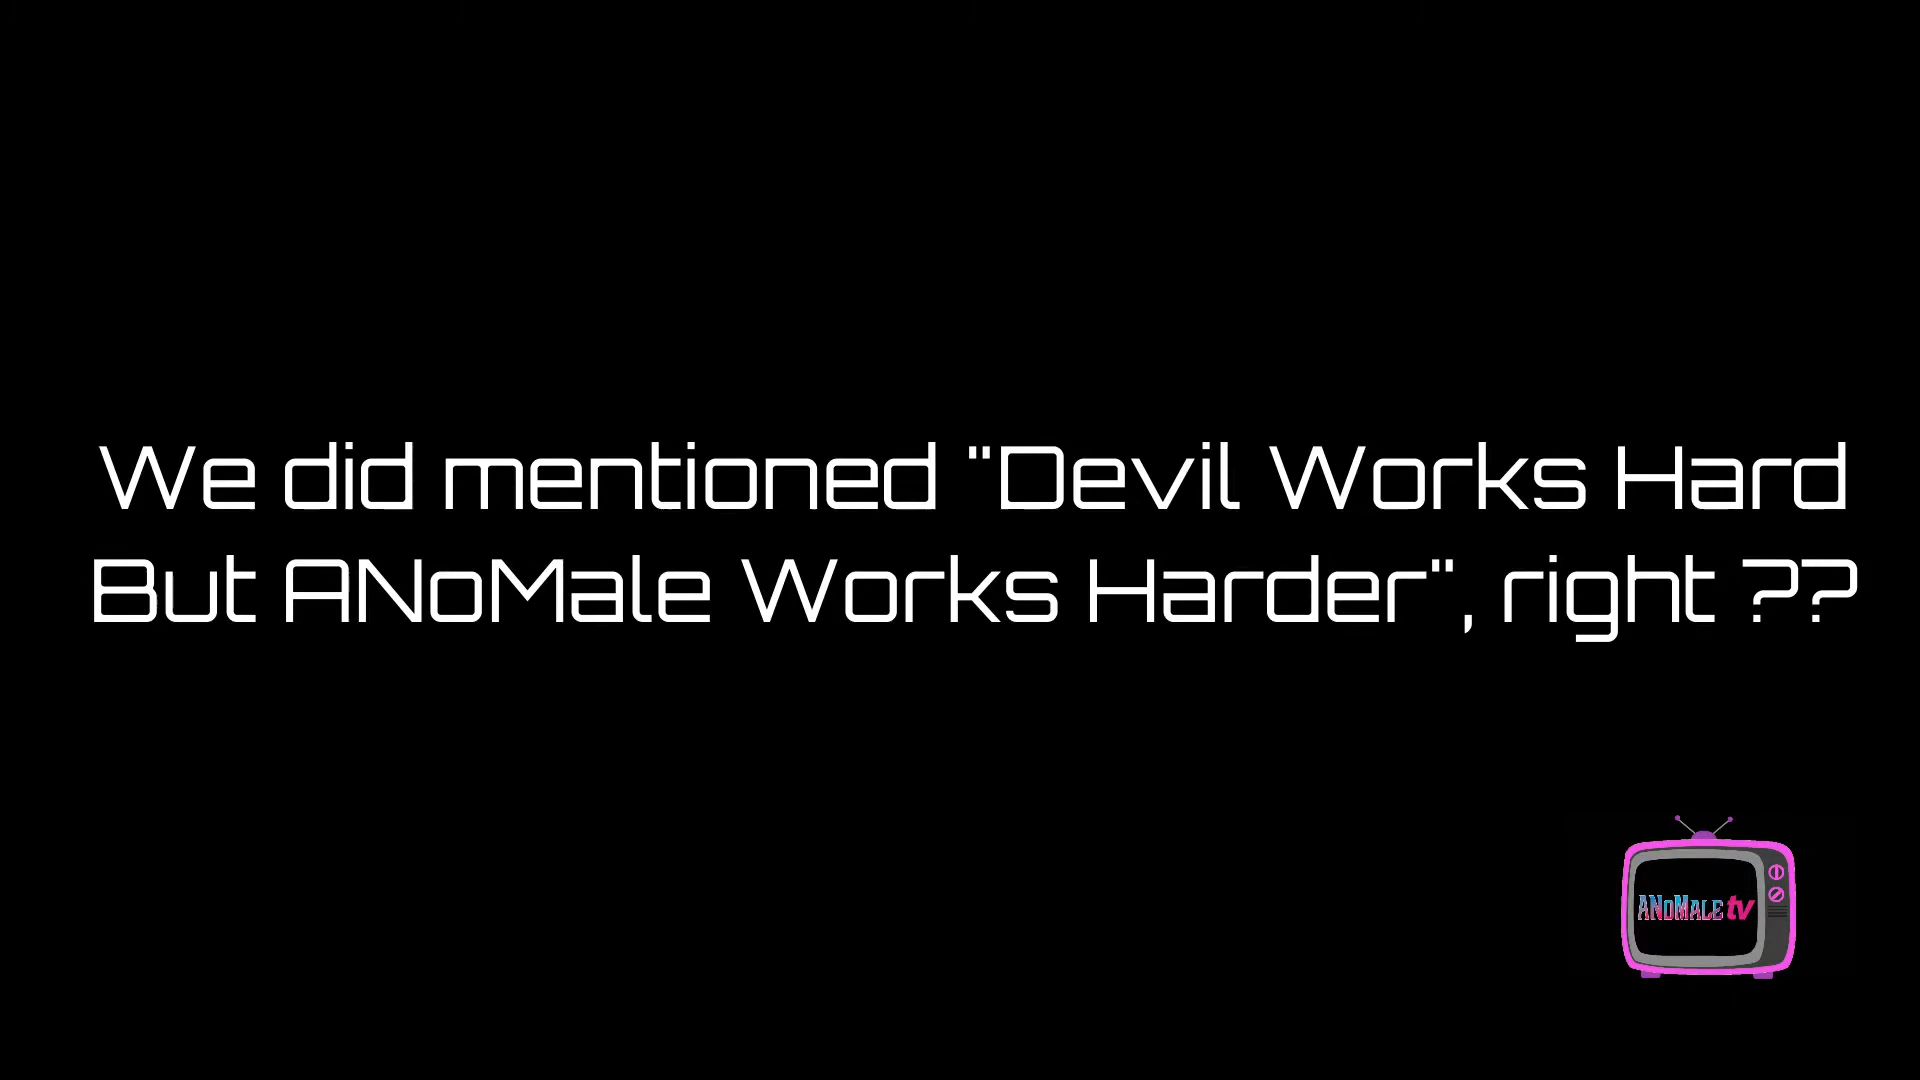 We did mentioned "Devil Works Hard
But ANoMale Works Harder", right ??
ANoMALE tv